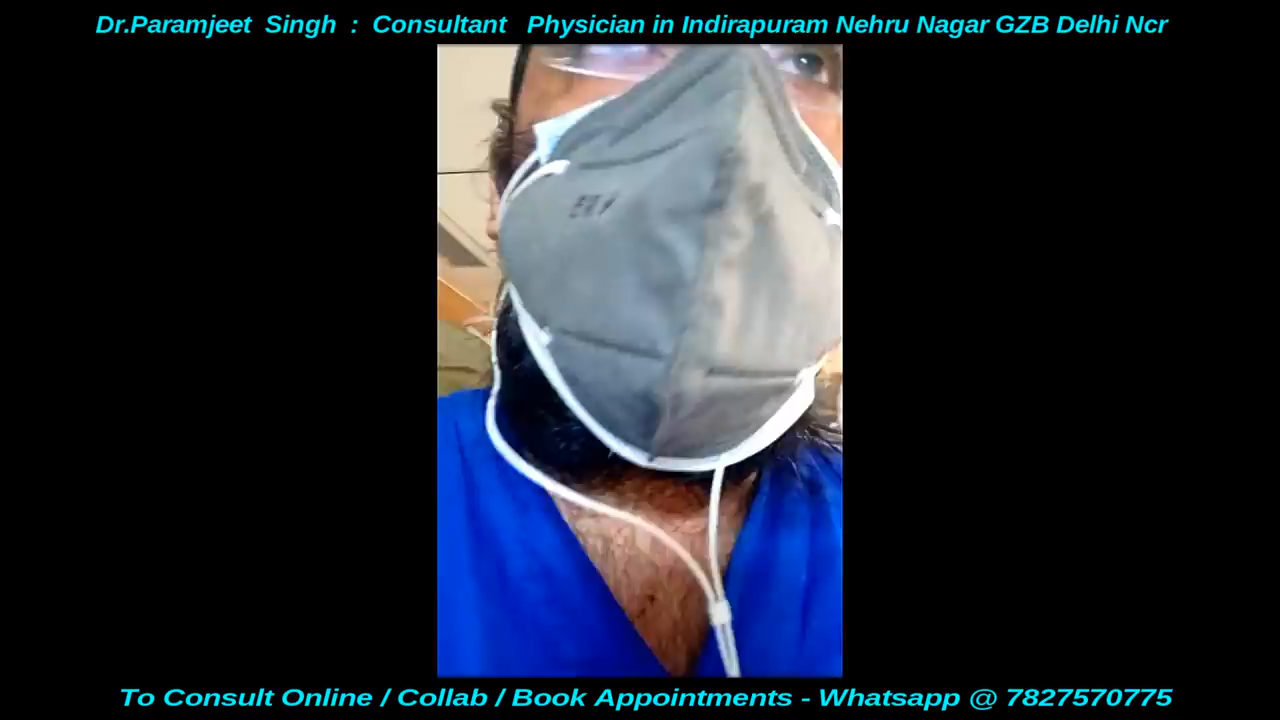 Dr.Paramjeet Singh : Consultant Physician in Indirapuram Nehru Nagar GZB Delhi Ncr
To Consult Online / Collab / Book Appointments - Whatsapp @ 7827570775